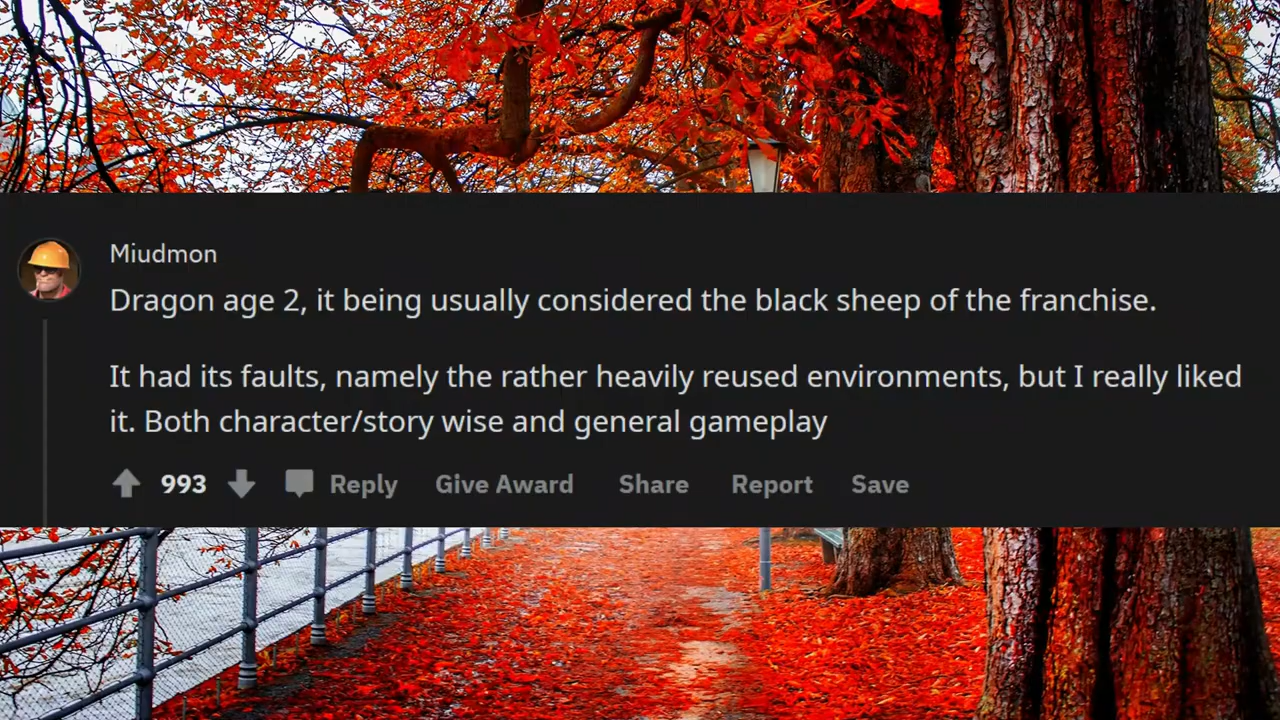 Miudmon
Dragon age 2, it being usually considered the black sheep of the franchise.
It had its faults, namely the rather heavily reused environments, but I really liked
it. Both character/story wise and general gameplay
993 Reply Give Award Share Report Save